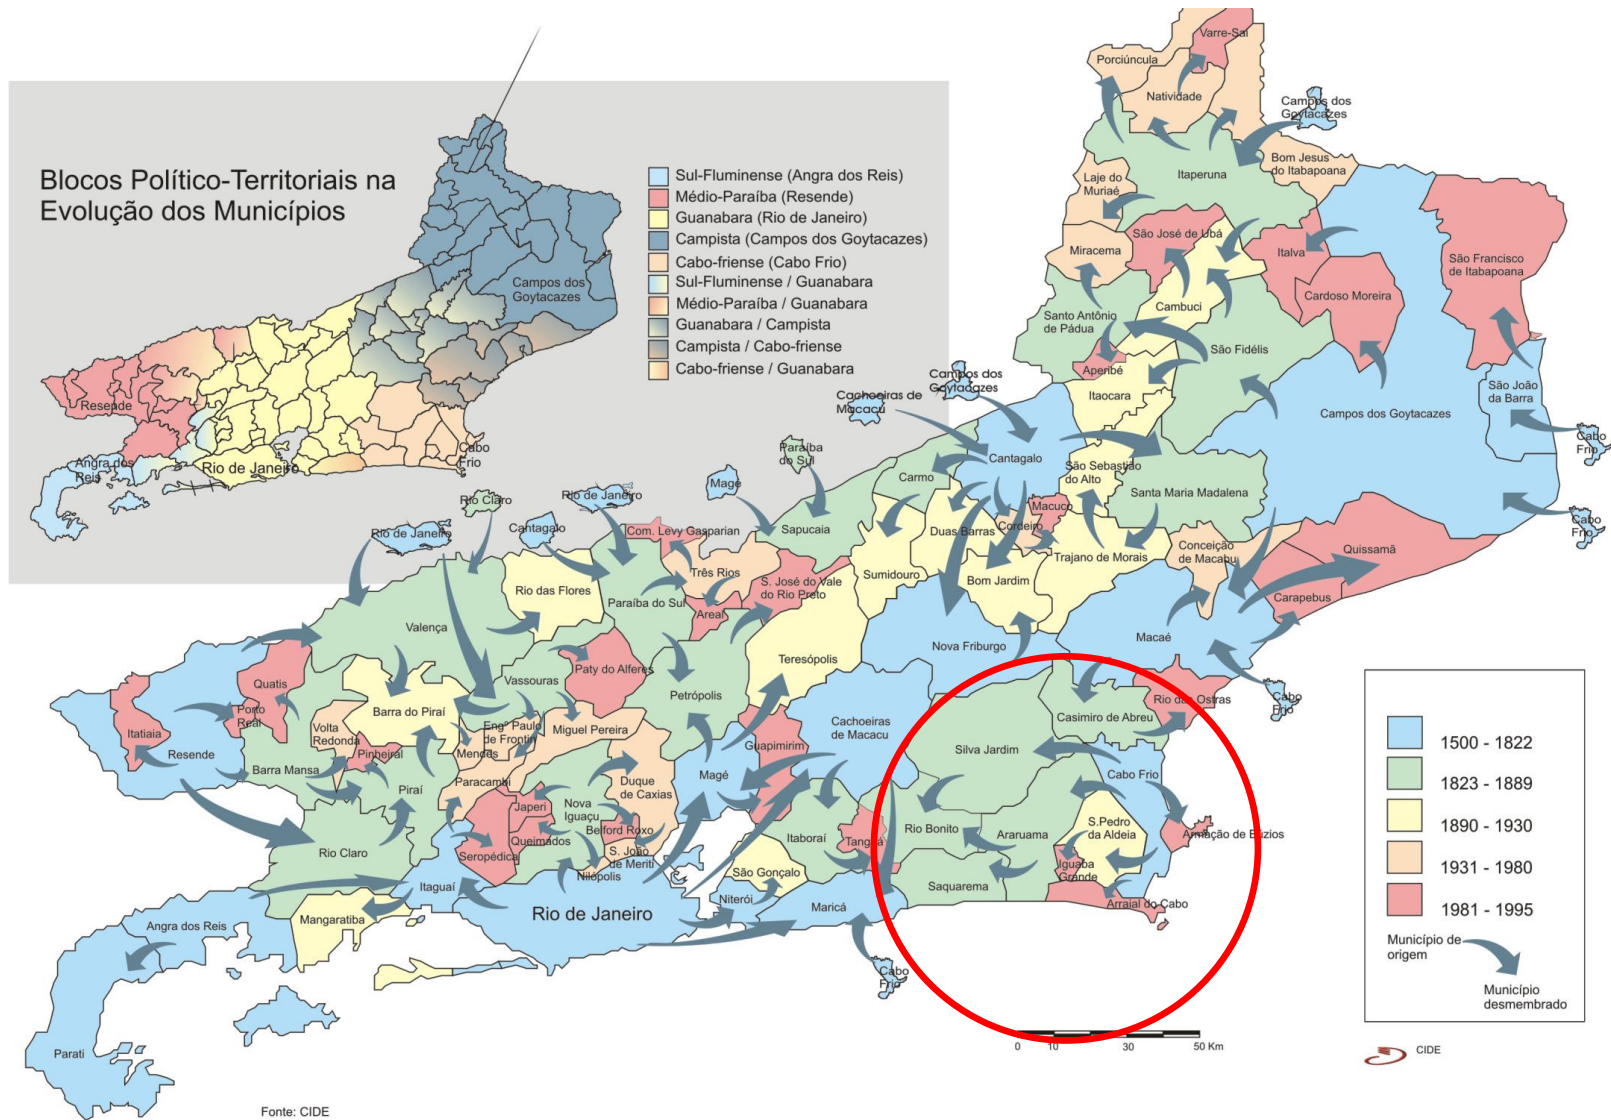 Blocos Político-Territoriais na
Evolução dos Municípios
Sul-Fluminense (Angra dos Reis)
Médio-Paraíba (Resende)
Guanabara (Rio de Janeiro)
Campista (Campos dos Goytacazes)
Cabo-friense (Cabo Frio)
Sul-Fluminense / Guanabara
Médio-Paraíba / Guanabara
Guanabara / Campista
Campista / Cabo-friense
Cabo-friense / Guanabara
Campos dos
Goytacazes
Resende
Angra dos
Reis
Rio de Janeiro
Cabo
Frio
Varre-Sai
Porciúncula
Natividade
Campos dos
Goytacazes
Bom Jesus
do Itabapoana
Laje do
Muriaé
Itaperuna
São José de Ubá
Miracema
Italva
São Francisco
de Itabapoana
Cardoso Moreira
Cambuci
Santo Antônio
de Pádua
São Fidélis
Aperibé
Itaocara
São João
da Barra
Campos dos Goytacazes
Cabo
Frio
Campos dos
Goytacazes
Cachoeiras de
Macacu
Cantagalo
São Sebastião
do Alto
Santa Maria Madalena
Paraíba
do Sul
Carmo
Magé
Rio de Janeiro
Rio Claro
Cantagalo
Rio de Janeiro
Macuco
Cordeiro
Duas Barras
Sapucaia
Com. Levy Gasparian
Cabo
Frio
Trajano de Morais
Conceição
de Macabu
Quissamã
Três Rios
S. José do Vale
do Rio Preto
Sumidouro
Bom Jardim
Rio das Flores
Paraíba do Sul
Areal
Carapebus
Valença
Macaé
Nova Friburgo
Teresópolis
Vassouras
Paty do Alferes
Petrópolis
Quatis
Porto
Real
Itatiaia
Resende
Volta
Redonda
Barra do Piraí
Engº Paulo
de Frontin
Miguel Pereira
Mendes
Pinheiral
Barra Mansa
Piraí
Paracambi
Cachoeiras
de Macacu
Guapimirim
Magé
Duque
de Caxias
Nova
Iguaçu
Japeri
Queimados
Belford Roxo
S. João
de Meriti
Nilópolis
Seropédica
Rio Claro
Itaguaí
Mangaratiba
Angra dos Reis
Parati
Rio de Janeiro
São Gonçalo
Niterói
Maricá
Itaboraí
Tanguá
Cabo
Frio
Rio das Ostras
Casimiro de Abreu
Cabo
Frio
Silva Jardim
Cabo Frio
Rio Bonito
Araruama
S.Pedro
da Aldeia
Armação de Búzios
Iguaba
Grande
Saquarema
Arraial do Cabo
1500 - 1822
1823 - 1889
1890 - 1930
1931 - 1980
1981 - 1995
Município de
origem
Município
desmembrado
0 10 30 50 Km
CIDE
Fonte: CIDE